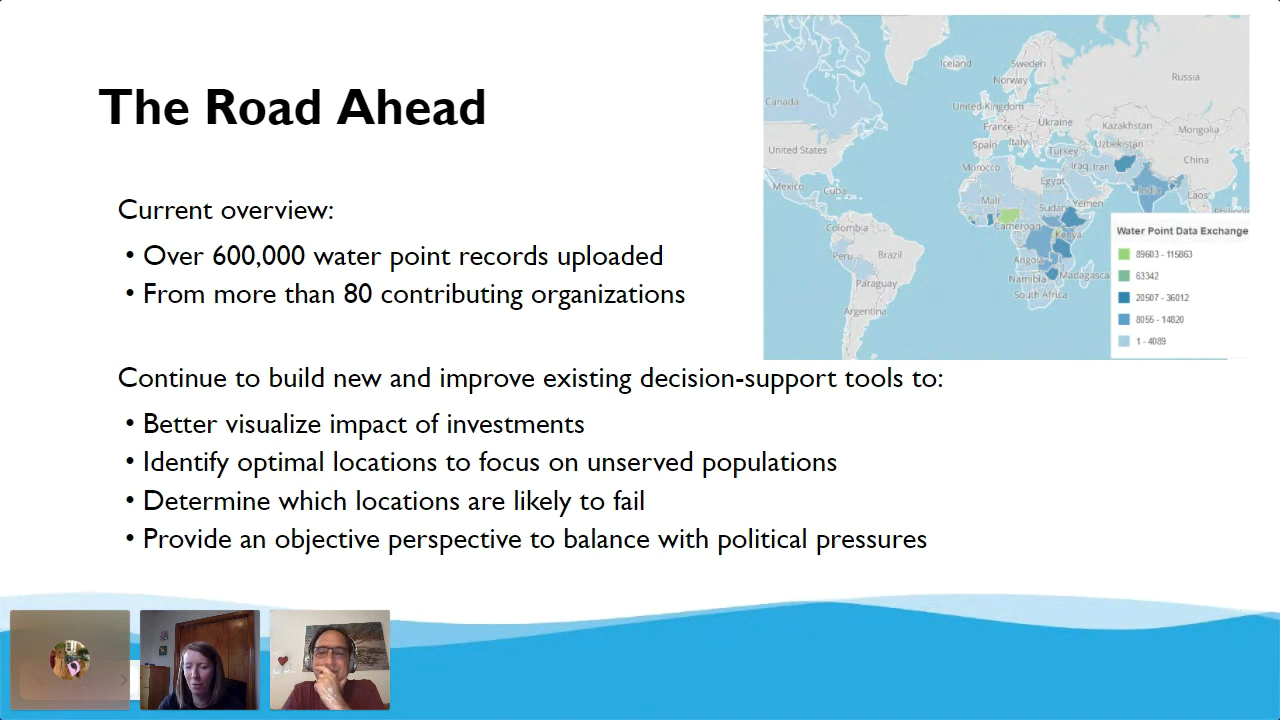 The Road Ahead
Current overview:
• Over 600,000 water point records uploaded
• From more than 80 contributing organizations
Continue to build new and improve existing decision-support tools to:
• Better visualize impact of investments
• Identify optimal locations to focus on unserved populations
• Determine which locations are likely to fail
• Provide an objective perspective to balance with political pressures
Iceland
Sweden
Norway
Russia
Canada
United Kingdom
Ukraine
France
Kazakhstan
Mongolia
United States
Spain
Italy
Uzbekistan
Turkey
China
Morocco
Iraq
Iran
Mexico
Cuba
Egypt
India
Laos
Mali
Sudan
Yemen
Colombia
Cameroon
Kenya
Peru
Brazil
Angola
Paraguay
Namibia
Madagasca
South Africa
Argentina
Water Point Data Exchange
89603 - 115863
63342
20507 - 36012
8055 - 14820
1 - 4089